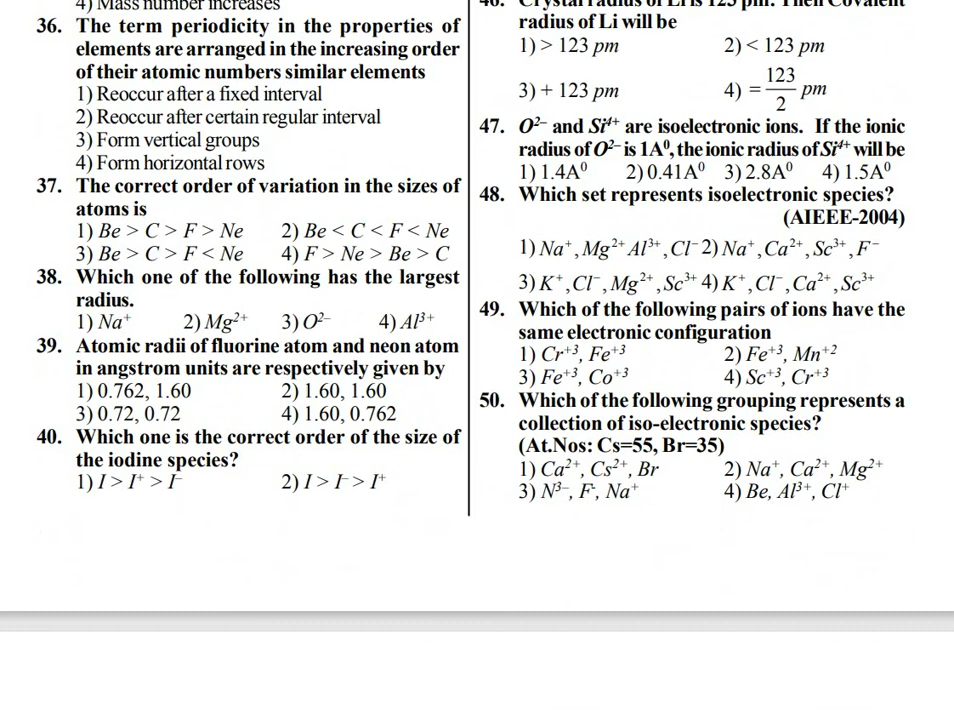 4) Mass number increases
36. The term periodicity in the properties of
elements are arranged in the increasing order
of their atomic numbers similar elements
1) Reoccur after a fixed interval
2) Reoccur after certain regular interval
3) Form vertical groups
4) Form horizontal rows
37. The correct order of variation in the sizes of
atoms is
1) Be > C > F > Ne 2) Be < C < F < Ne
3) Be > C > F < Ne 4) F > Ne > Be > C
38. Which one of the following has the largest
radius.
1) Na⁺ 2) Mg²⁺ 3) O²⁻ 4) Al³⁺
39. Atomic radii of fluorine atom and neon atom
in angstrom units are respectively given by
1) 0.762, 1.60 2) 1.60, 1.60
3) 0.72, 0.72 4) 1.60, 0.762
40. Which one is the correct order of the size of
the iodine species?
1) I > I⁺ > I⁻ 2) I > I⁻ > I⁺
46. Crystal radius of Li is 123 pm. Then Covalent
radius of Li will be
1) > 123 pm 2) < 123 pm
3) + 123 pm 4) = 123/2 pm
47. O²⁻ and Si⁴⁺ are isoelectronic ions. If the ionic
radius of O²⁻ is 1A⁰, the ionic radius of Si⁴⁺ will be
1) 1.4A⁰ 2) 0.41A⁰ 3) 2.8A⁰ 4) 1.5A⁰
48. Which set represents isoelectronic species?
(AIEEE-2004)
1) Na⁺, Mg²⁺ Al³⁺, Cl⁻ 2) Na⁺, Ca²⁺, Sc³⁺, F⁻
3) K⁺, Cl⁻, Mg²⁺, Sc³⁺ 4) K⁺, Cl⁻, Ca²⁺, Sc³⁺
49. Which of the following pairs of ions have the
same electronic configuration
1) Cr⁺³, Fe⁺³ 2) Fe⁺³, Mn⁺²
3) Fe⁺³, Co⁺³ 4) Sc⁺³, Cr⁺³
50. Which of the following grouping represents a
collection of iso-electronic species?
(At.Nos: Cs=55, Br=35)
1) Ca²⁺, Cs²⁺, Br 2) Na⁺, Ca²⁺, Mg²⁺
3) N³⁻, F⁻, Na⁺ 4) Be, Al³⁺, Cl⁺